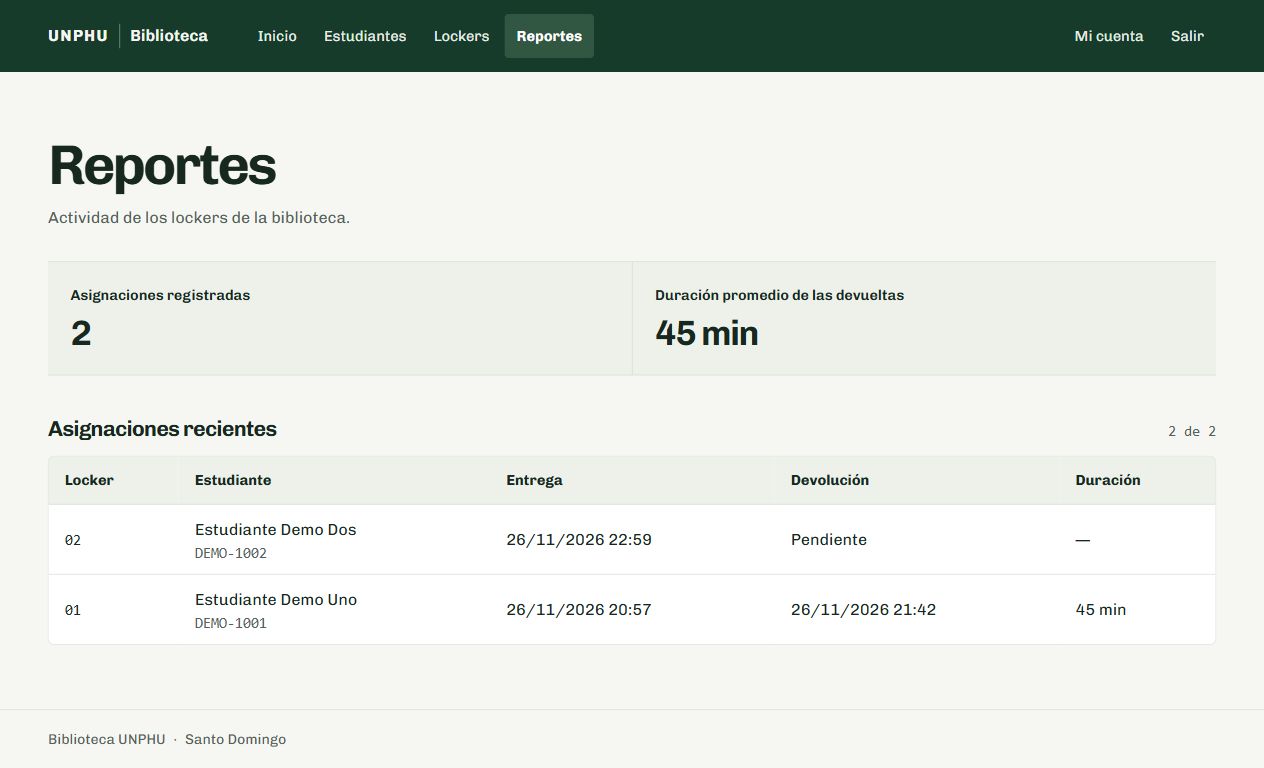 UNPHU | Biblioteca Inicio Estudiantes Lockers Reportes Mi cuenta Salir
Reportes
Actividad de los lockers de la biblioteca.
Asignaciones registradas Duración promedio de las devueltas
2 45 min
Asignaciones recientes 2 de 2
Locker Estudiante Entrega Devolución Duración
02 Estudiante Demo Dos 26/11/2026 22:59 Pendiente —
DEMO-1002
01 Estudiante Demo Uno 26/11/2026 20:57 26/11/2026 21:42 45 min
DEMO-1001
Biblioteca UNPHU · Santo Domingo